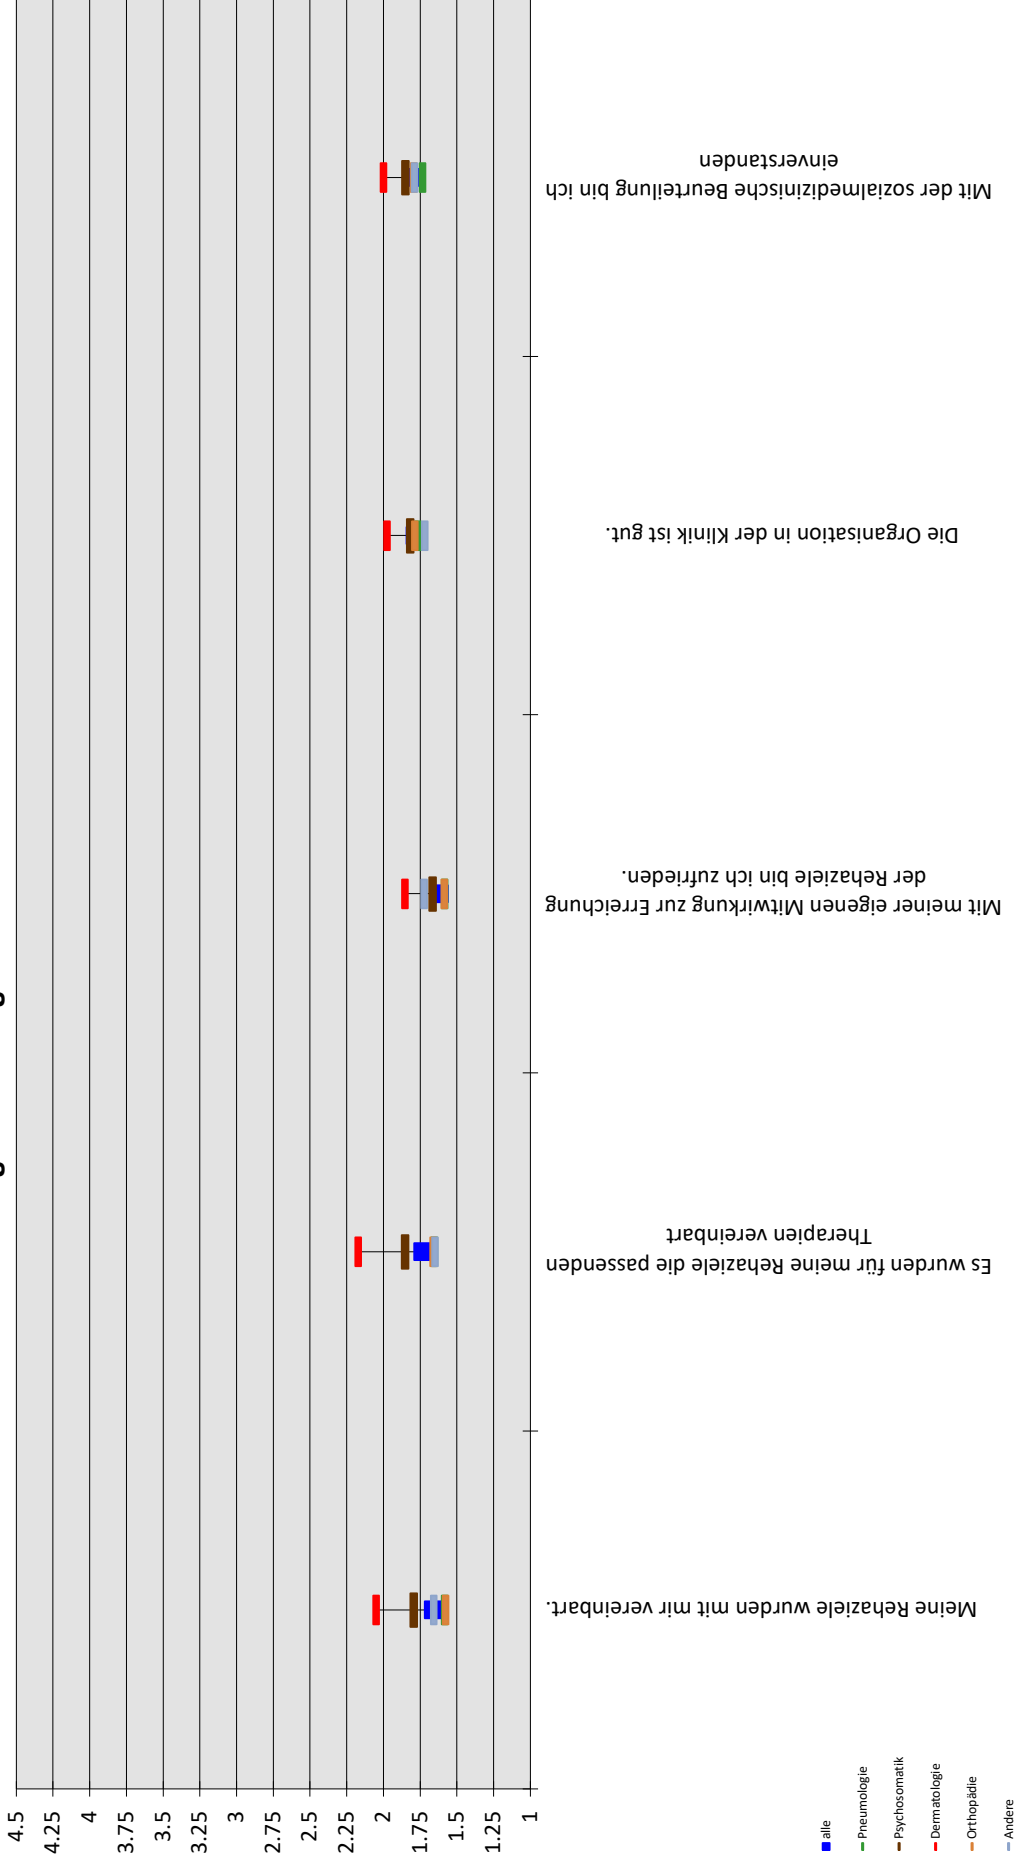 4.5
4.25
4
3.75
3.5
3.25
3
2.75
2.5
2.25
2
1.75
1.5
1.25
1
Mit der sozialmedizinische Beurteilung bin ich
einverstanden
Die Organisation in der Klinik ist gut.
Mit meiner eigenen Mitwirkung zur Erreichung
der Rehaziele bin ich zufrieden.
Es wurden für meine Rehaziele die passenden
Therapien vereinbart
Meine Rehaziele wurden mit mir vereinbart.
alle
Pneumologie
Psychosomatik
Dermatologie
Orthopädie
Andere